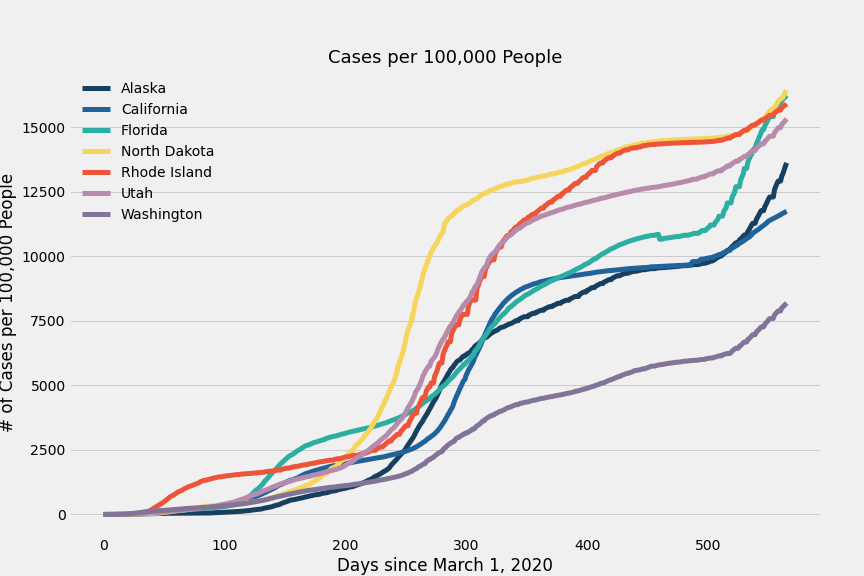 Cases per 100,000 People
Alaska
California
Florida
North Dakota
Rhode Island
Utah
Washington
# of Cases per 100,000 People
15000
12500
10000
7500
5000
2500
0
0 100 200 300 400 500
Days since March 1, 2020